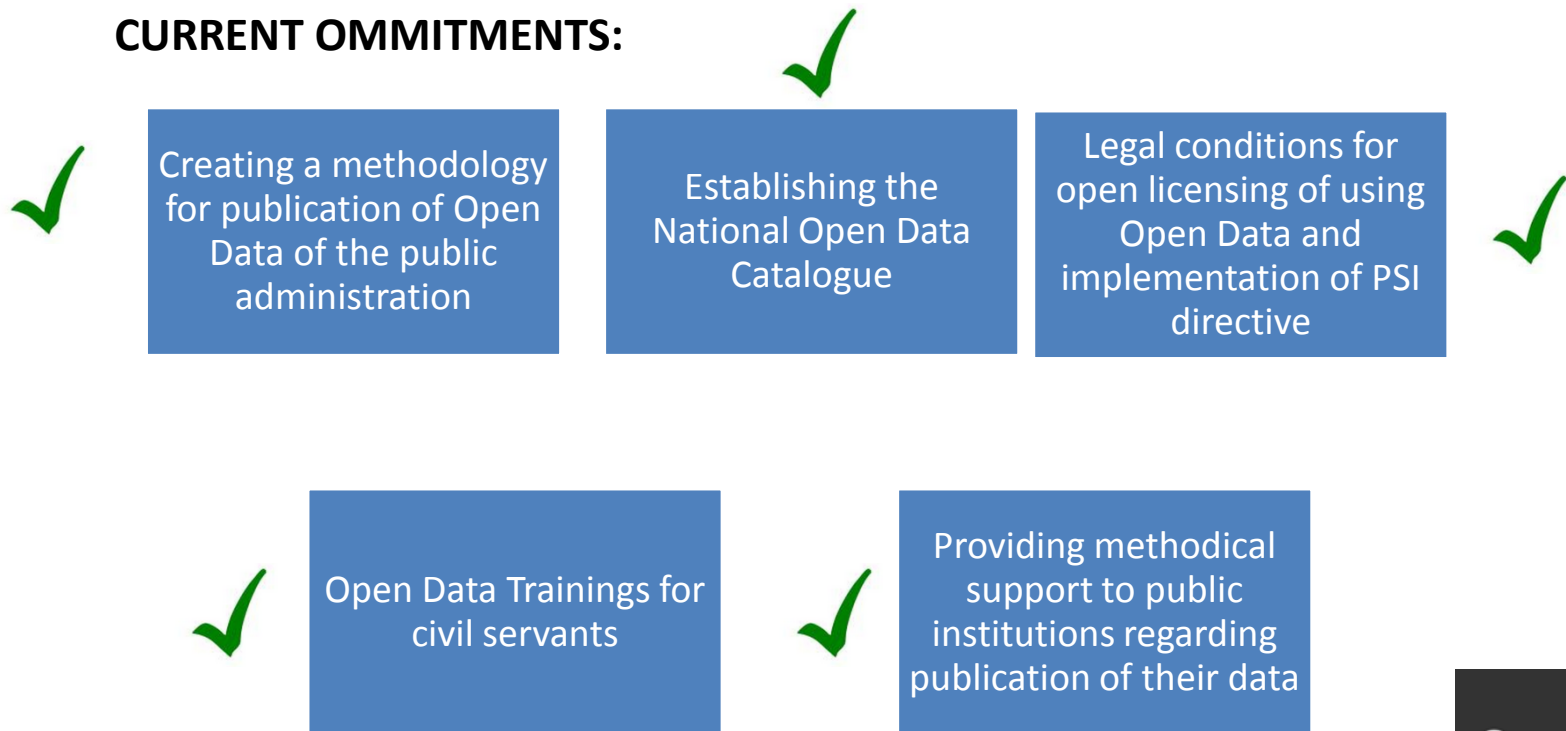 CURRENT OMMITMENTS:
Creating a methodology
for publication of Open
Data of the public
administration
Establishing the
National Open Data
Catalogue
Legal conditions for
open licensing of using
Open Data and
implementation of PSI
directive
Open Data Trainings for
civil servants
Providing methodical
support to public
institutions regarding
publication of their data